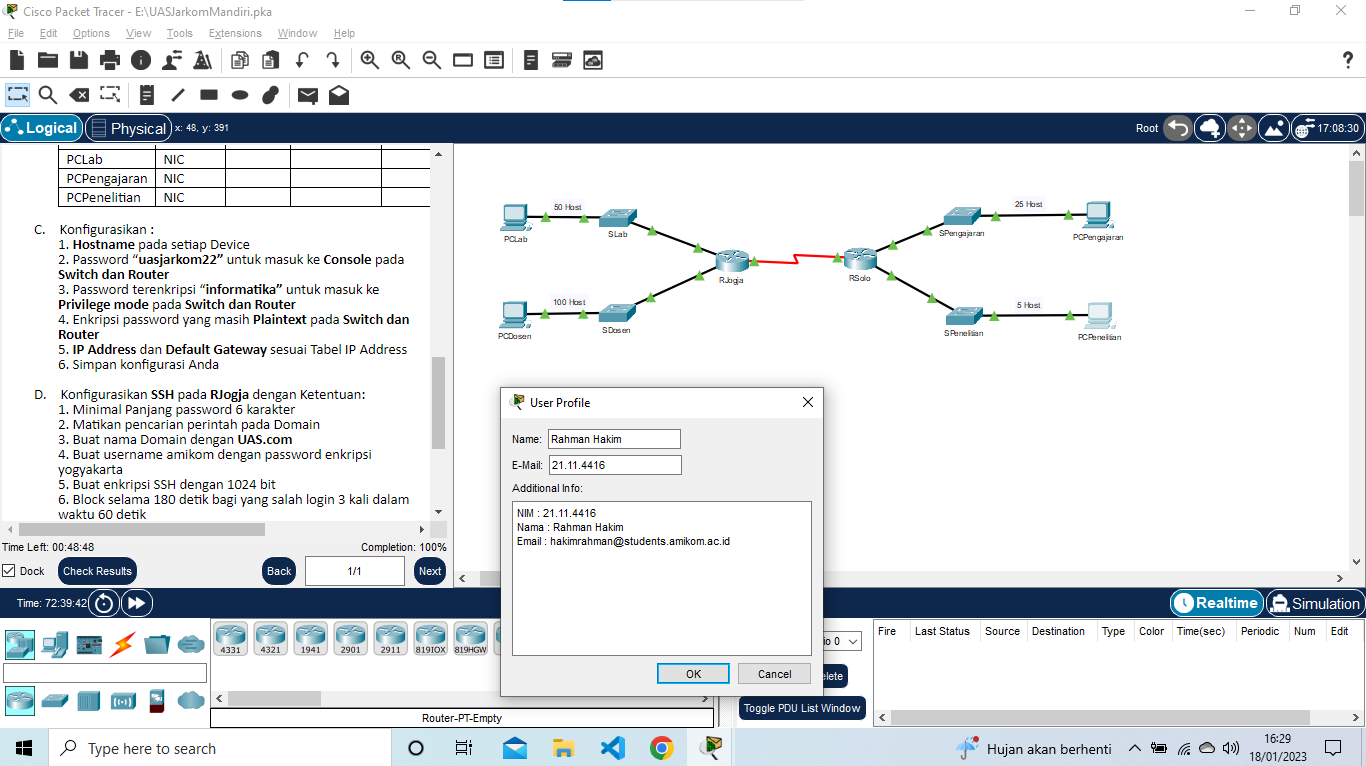 Cisco Packet Tracer - E:\UASJarkomMandiri.pka
File Edit Options View Tools Extensions Window Help
?
Logical Physical x: 48, y: 391 Root 17:08:30
PCLab NIC
PCPengajaran NIC
PCPenelitian NIC
C. Konfigurasikan :
1. Hostname pada setiap Device
2. Password “uasjarkom22” untuk masuk ke Console pada
Switch dan Router
3. Password terenkripsi “informatika” untuk masuk ke
Privilege mode pada Switch dan Router
4. Enkripsi password yang masih Plaintext pada Switch dan
Router
5. IP Address dan Default Gateway sesuai Tabel IP Address
6. Simpan konfigurasi Anda
D. Konfigurasikan SSH pada RJogja dengan Ketentuan:
1. Minimal Panjang password 6 karakter
2. Matikan pencarian perintah pada Domain
3. Buat nama Domain dengan UAS.com
4. Buat username amikom dengan password enkripsi
yogyakarta
5. Buat enkripsi SSH dengan 1024 bit
6. Block selama 180 detik bagi yang salah login 3 kali dalam
waktu 60 detik
Time Left: 00:48:48 Completion: 100%
Dock Check Results Back 1/1 Next
50 Host
PCLab
SLab
100 Host
PCDosen
SDosen
RJogja
RSolo
25 Host
SPengajaran
PCPengajaran
5 Host
SPenelitian
PCPenelitian
User Profile
Name: Rahman Hakim
E-Mail: 21.11.4416
Additional Info:
NIM : 21.11.4416
Nama : Rahman Hakim
Email : hakimrahman@students.amikom.ac.id
OK Cancel
Time: 72:39:42 Realtime Simulation
4331 4321 1941 2901 2911 819IOX 819HGW
Router-PT-Empty
io 0
elete
Toggle PDU List Window
Fire Last Status Source Destination Type Color Time(sec) Periodic Num Edit
Type here to search
Hujan akan berhenti
16:29
18/01/2023